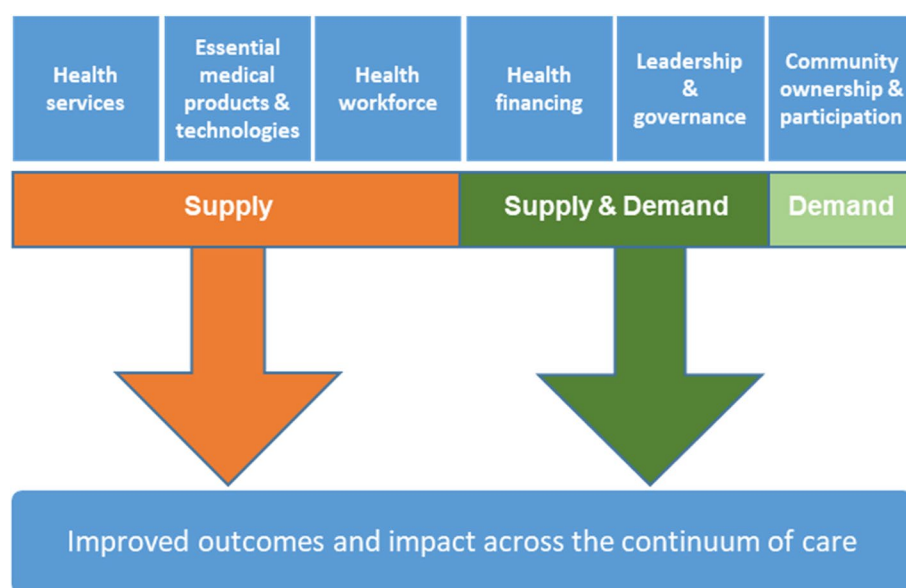 Health
services
Essential
medical
products &
technologies
Health
workforce
Health
financing
Leadership
&
governance
Community
ownership &
participation
Supply
Supply & Demand
Demand
Improved outcomes and impact across the continuum of care